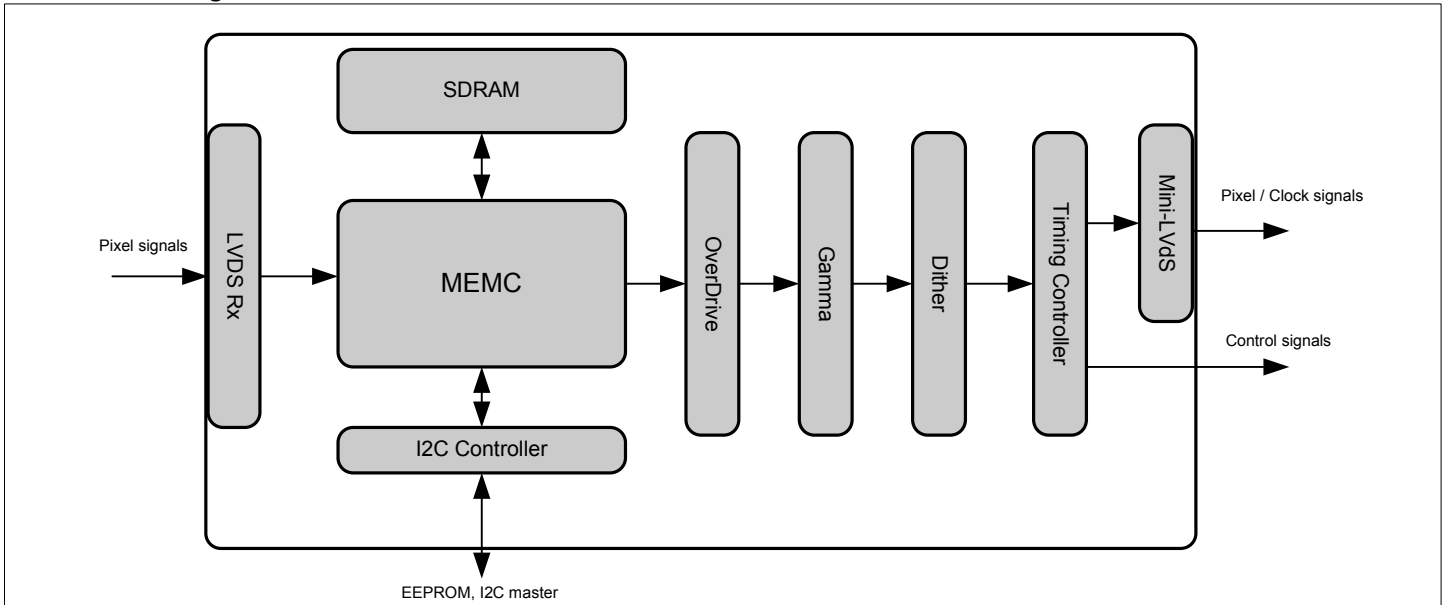 SDRAM
LVDS Rx
MEMC
OverDrive
Gamma
Dither
Timing Controller
Mini-LVdS
Pixel signals
Pixel / Clock signals
Control signals
I2C Controller
EEPROM, I2C master